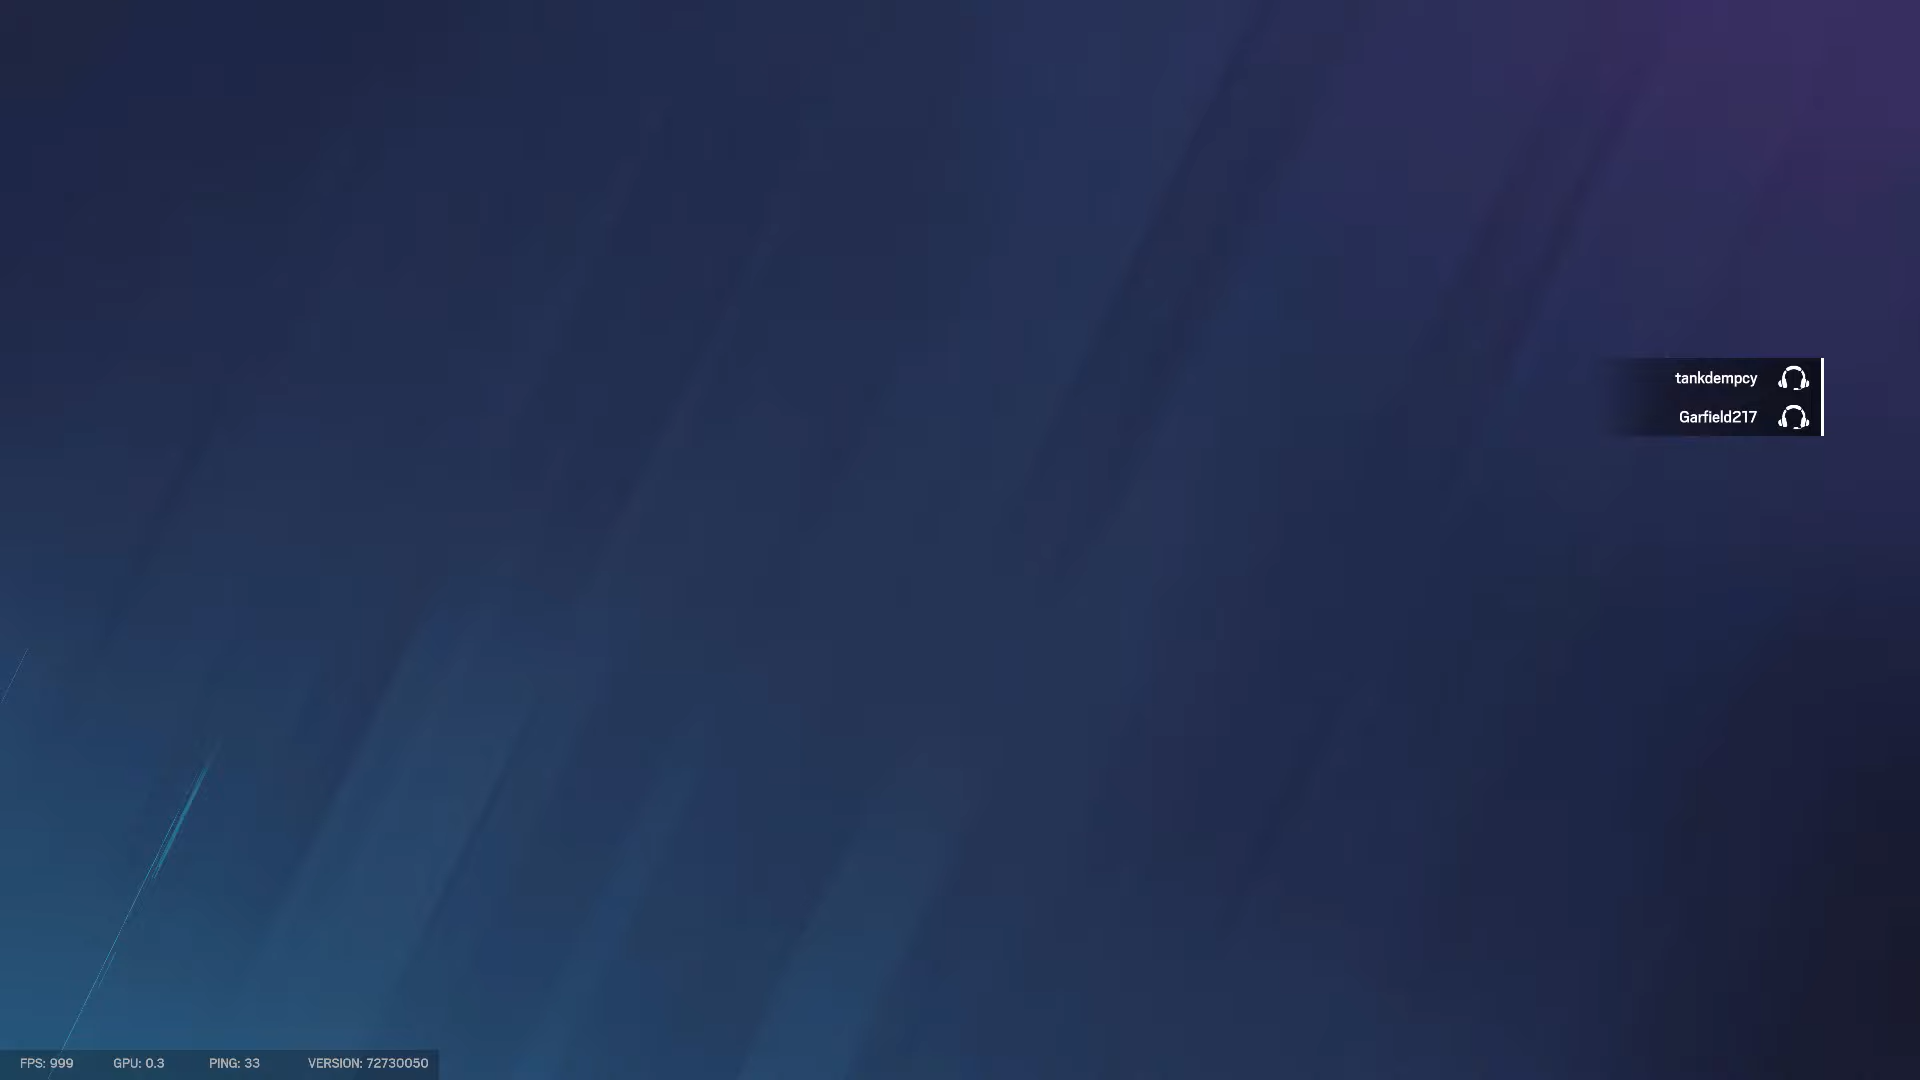 tankdempcy
Garfield217
FPS: 999 GPU: 0.3 PING: 33 VERSION: 72730050